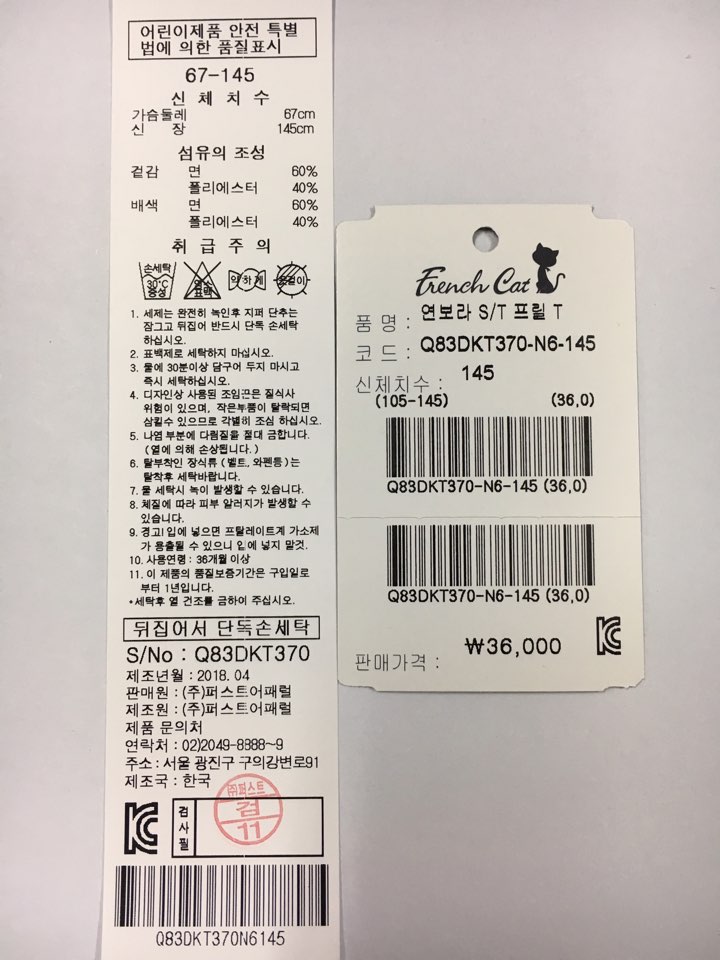 어린이제품 안전 특별
법에 의한 품질표시
67-145
신 체 치 수
가슴둘레 67cm
신 장 145cm
섬유의 조성
겉감 면 60%
폴리에스터 40%
배색 면 60%
폴리에스터 40%
취 급 주 의
손세탁 30℃ 중성 염소 표백 약하게 옷걸이
1. 세제는 완전히 녹인후 지퍼 단추는
잠그고 뒤집어 반드시 단독 손세탁
하십시오.
2. 표백제로 세탁하지 마십시오.
3. 물에 30분이상 담구어 두지 마시고
즉시 세탁하십시오.
4. 디자인상 사용된 조임끈은 질식사
위험이 있으며, 작은부품이 탈락되면
삼킬수 있으므로 각별히 조심 하십시오.
5. 나염 부분에 다림질을 절대 금합니다.
(열에 의해 손상됩니다.)
6. 탈부착인 장식류 (벨트, 와펜등)는
탈착후 세탁바랍니다.
7. 물 세탁시 녹이 발생할 수 있습니다.
8. 체질에 따라 피부 알러지가 발생할 수
있습니다.
9. 경고! 입에 넣으면 프탈레이트계 가소제
가 용출될 수 있으니 입에 넣지 말것.
10. 사용연령 : 36개월 이상
11. 이 제품의 품질보증기간은 구입일로
부터 1년입니다.
*세탁후 열 건조를 금하여 주십시오.
뒤집어서 단독손세탁
S/No : Q83DKT370
제조년월 : 2018. 04
판매원 : (주)퍼스트어패럴
제조원 : (주)퍼스트어패럴
제품 문의처
연락처 : 02)2049-8888~9
주소 : 서울 광진구 구의강변로91
제조국 : 한국
KC 검사필
㈜퍼스트
검
11
Q83DKT370N6145
French Cat
품 명 : 연보라 S/T 프릴 T
코 드 : Q83DKT370-N6-145
신체치수 : 145
(105-145) (36,0)
Q83DKT370-N6-145 (36,0)
Q83DKT370-N6-145 (36,0)
판매가격 : ₩36,000
KC